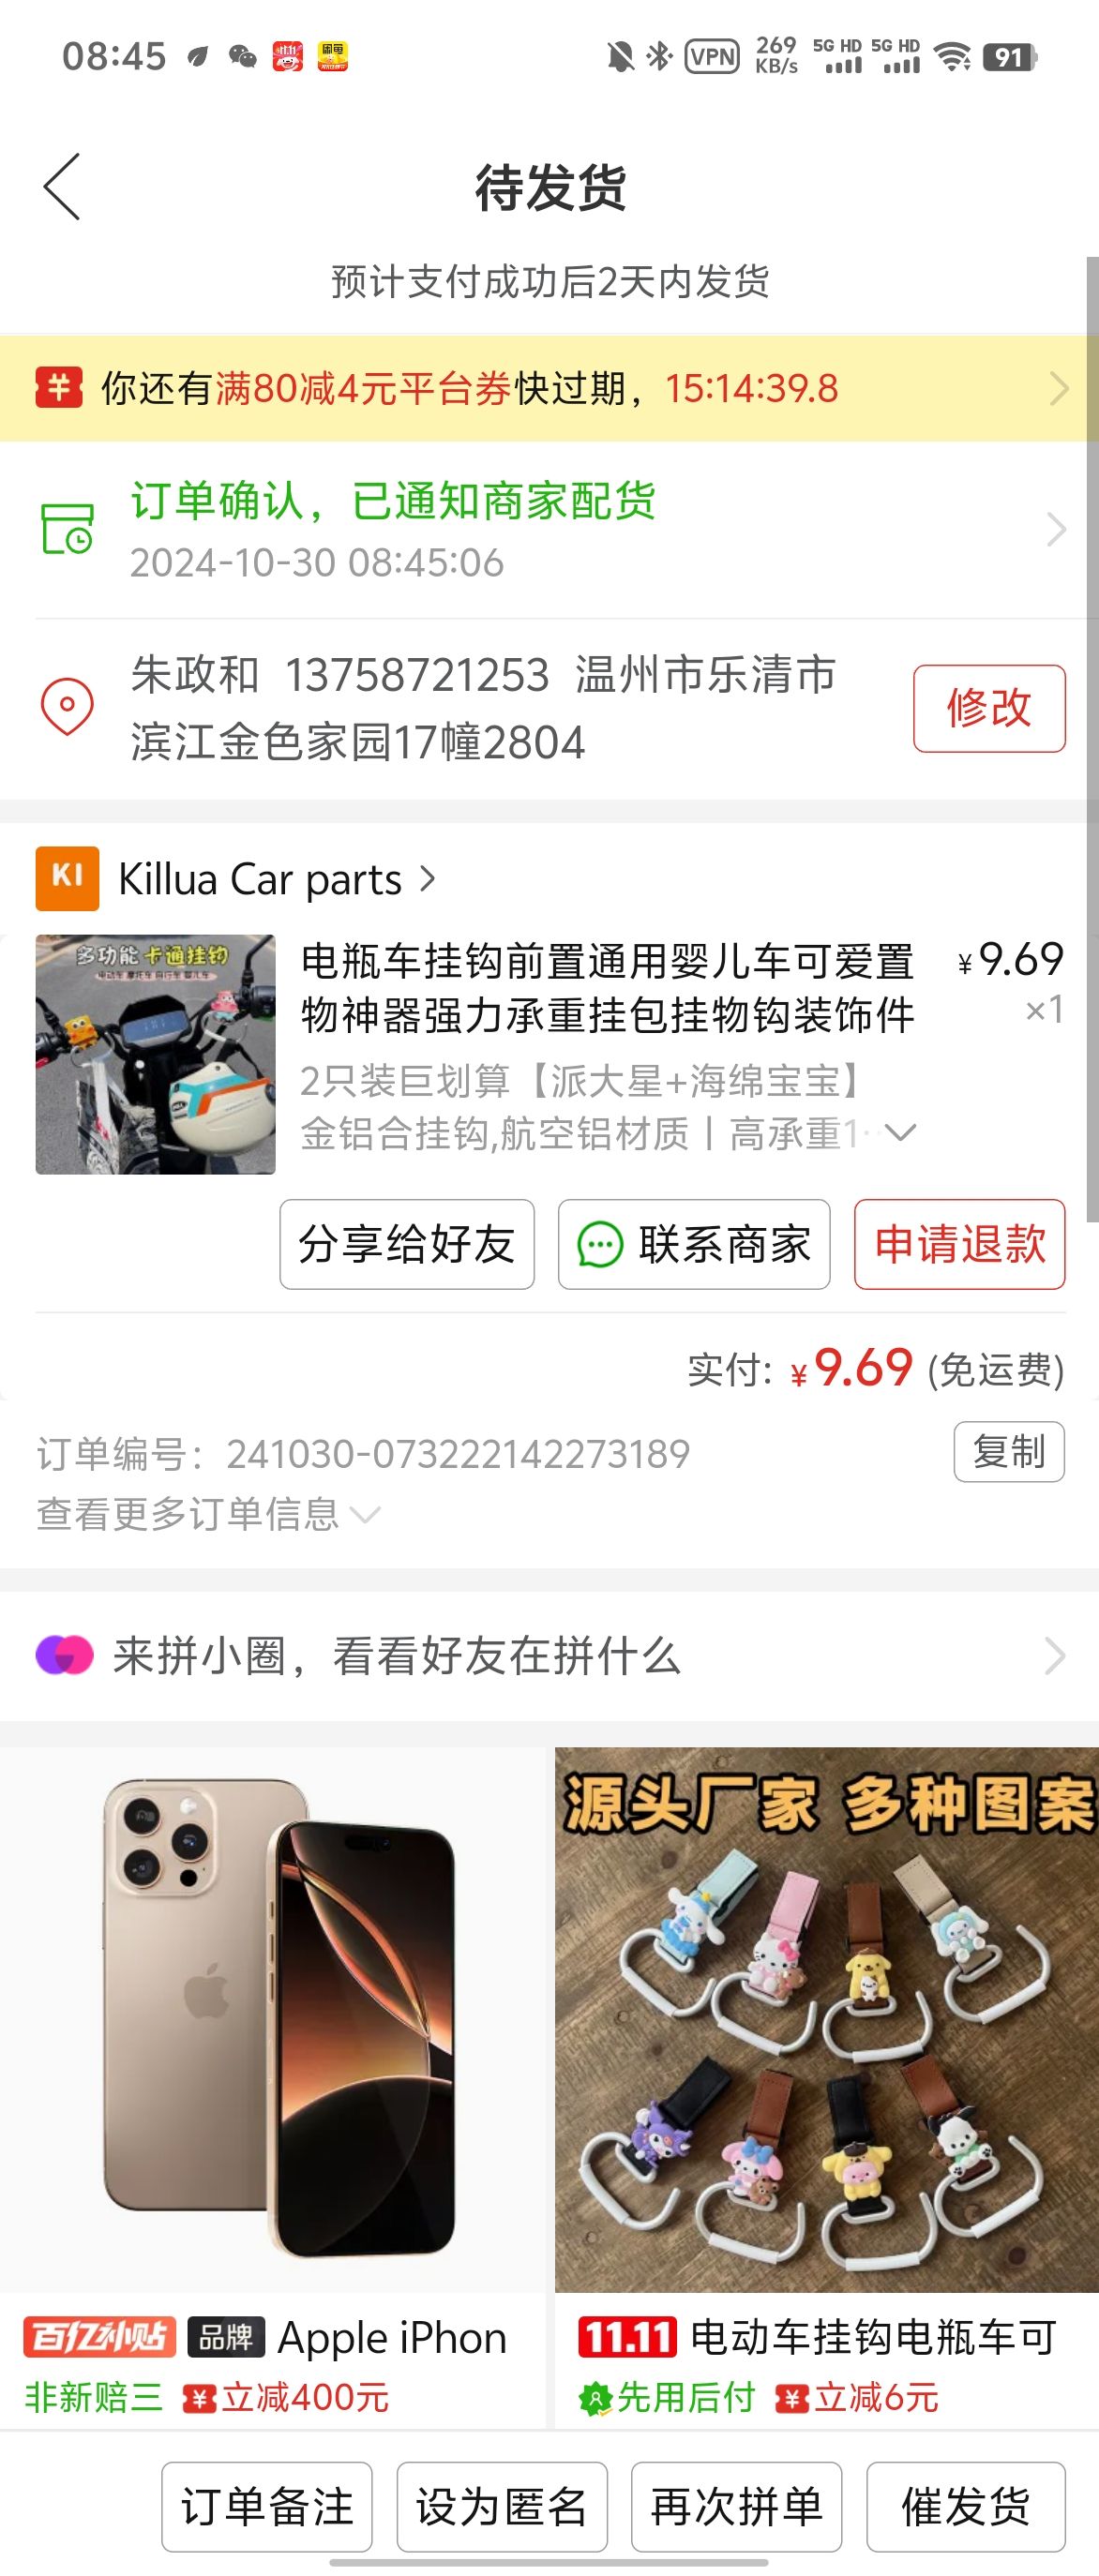 08:45
VPN 269 KB/s 5G HD 5G HD 91
待发货
预计支付成功后2天内发货
你还有满80减4元平台券快过期，15:14:39.8
订单确认，已通知商家配货
2024-10-30 08:45:06
朱政和 13758721253 温州市乐清市
滨江金色家园17幢2804
修改
KI Killua Car parts
多功能 卡通挂钩
电动车 摩托车 自行车 婴儿车
电瓶车挂钩前置通用婴儿车可爱置
物神器强力承重挂包挂物钩装饰件
¥9.69
×1
2只装巨划算【派大星+海绵宝宝】
金铝合挂钩,航空铝材质丨高承重1
分享给好友 联系商家 申请退款
实付: ¥9.69 (免运费)
订单编号：241030-073222142273189 复制
查看更多订单信息
来拼小圈，看看好友在拼什么
源头厂家 多种图案
百亿补贴 品牌 Apple iPhon
非新赔三 立减400元
11.11 电动车挂钩电瓶车可
先用后付 立减6元
订单备注 设为匿名 再次拼单 催发货